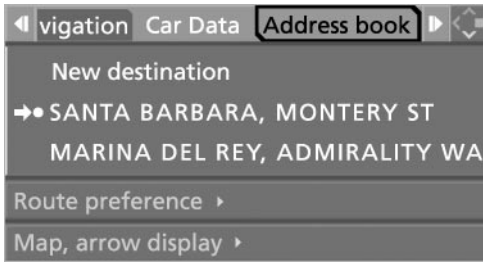 vigation Car Data Address book
New destination
SANTA BARBARA, MONTERY ST
MARINA DEL REY, ADMIRALITY WA
Route preference
Map, arrow display